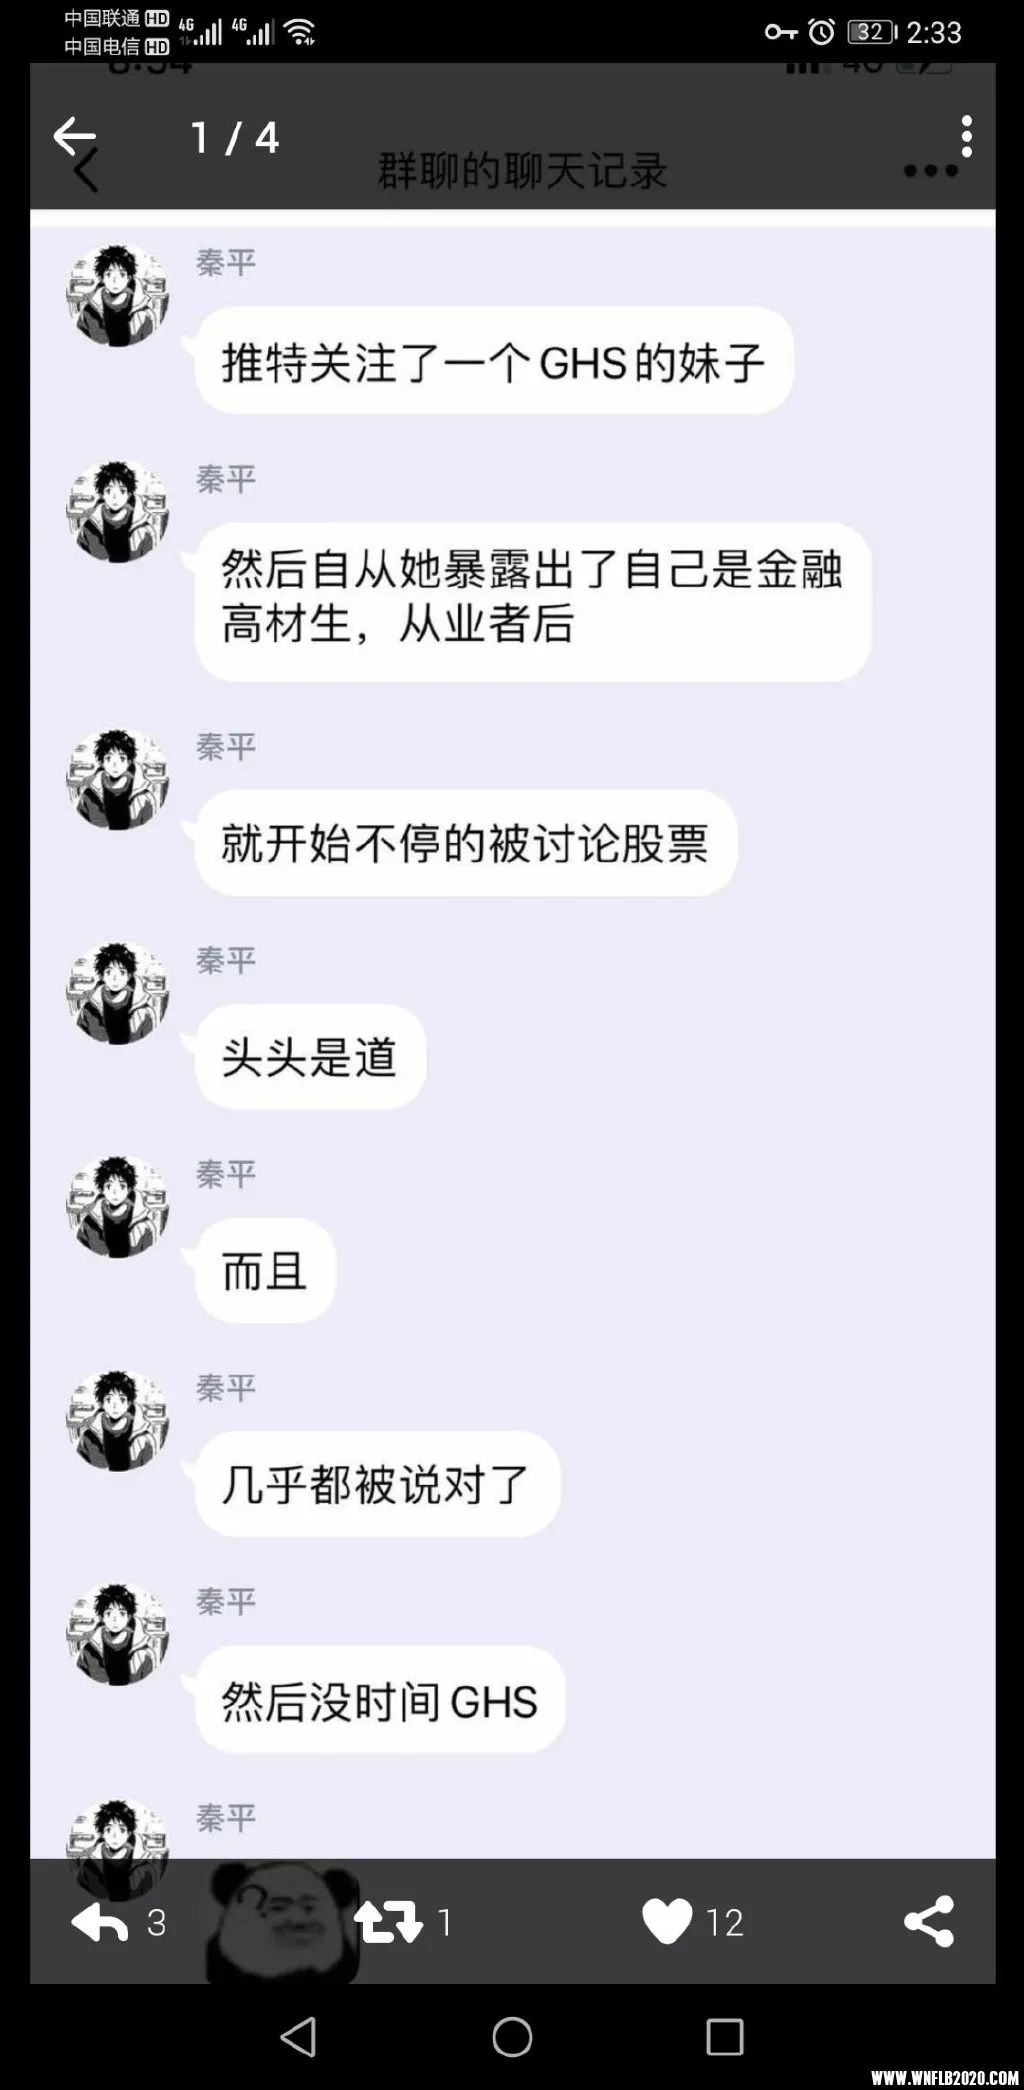 中国联通 HD 4G 4G 32 2:33
中国电信 HD
1 / 4
群聊的聊天记录
秦平
推特关注了一个GHS的妹子
秦平
然后自从她暴露出了自己是金融
高材生，从业者后
秦平
就开始不停的被讨论股票
秦平
头头是道
秦平
而且
秦平
几乎都被说对了
秦平
然后没时间GHS
秦平
?
3 1 12
WWW.WNFLB2020.COM